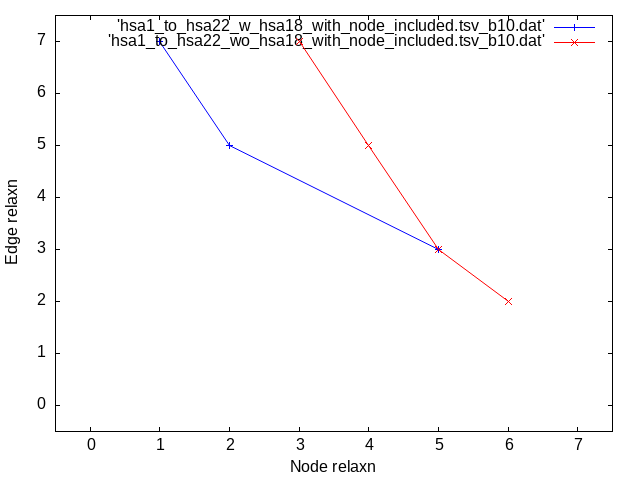 'hsa1_to_hsa22_w_hsa18_with_node_included.tsv_b10.dat'
'hsa1_to_hsa22_wo_hsa18_with_node_included.tsv_b10.dat'
7
6
5
4
3
2
1
0
Edge relaxn
0 1 2 3 4 5 6 7
Node relaxn